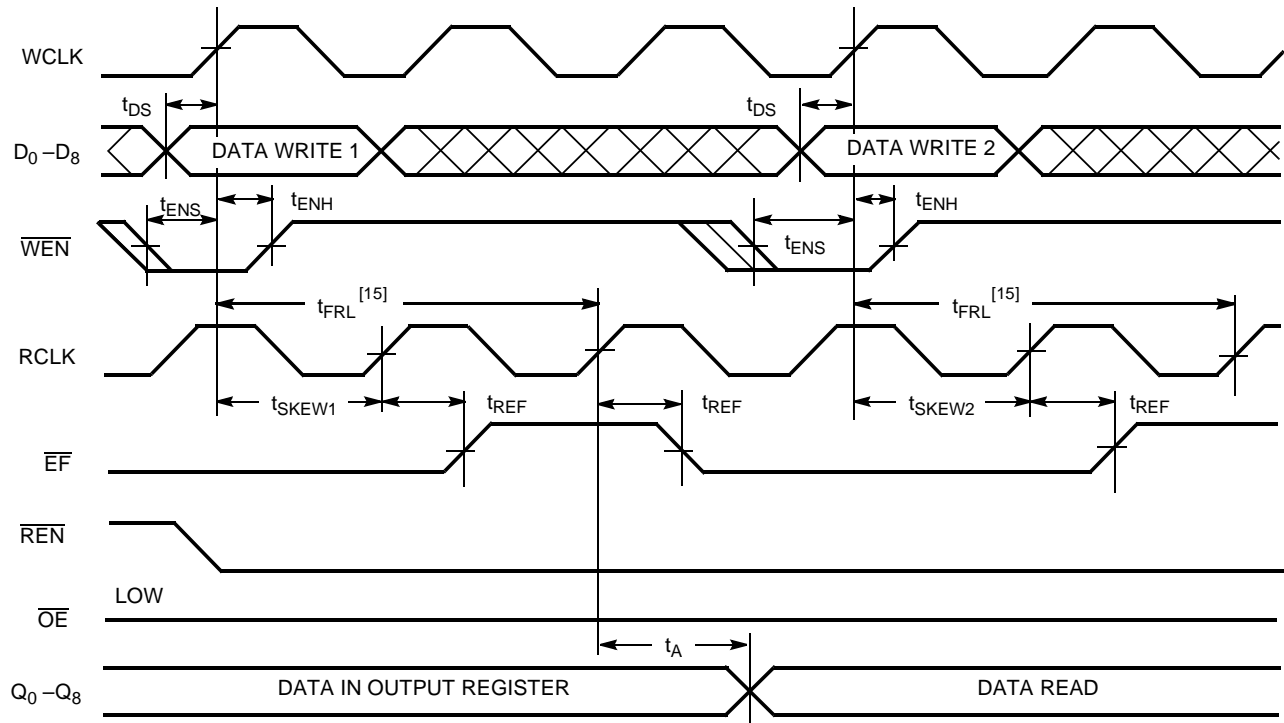 WCLK
tDS tDS
D0 –D8 DATA WRITE 1 DATA WRITE 2
tENS tENH tENH
WEN tENS
tFRL [15] tFRL [15]
RCLK
tSKEW1 tREF tREF tSKEW2 tREF
EF
REN
LOW
OE
tA
Q0 –Q8 DATA IN OUTPUT REGISTER DATA READ